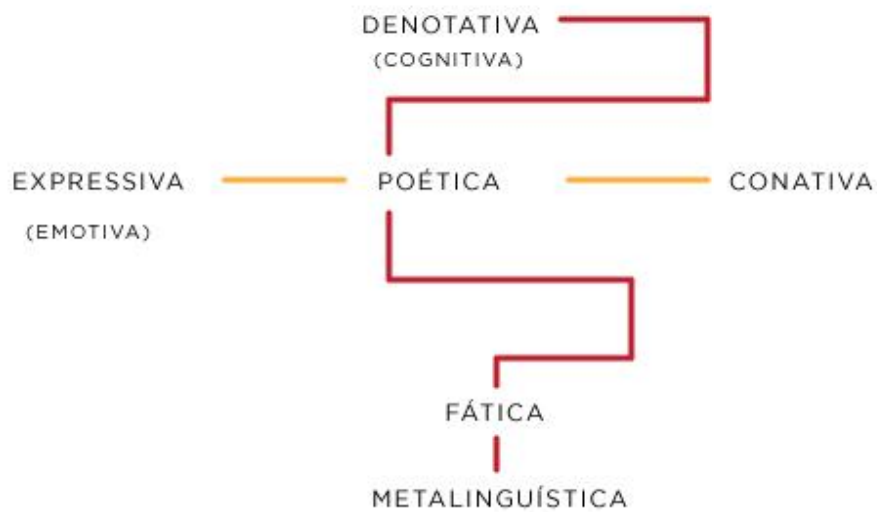 DENOTATIVA
(COGNITIVA)
EXPRESSIVA
POÉTICA
CONATIVA
(EMOTIVA)
FÁTICA
METALINGUÍSTICA